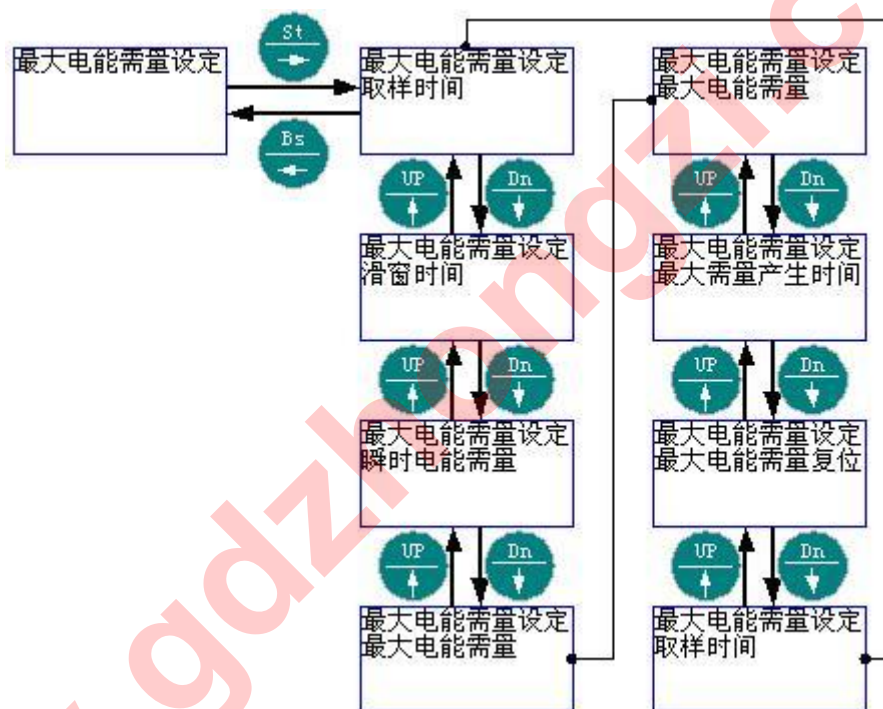 最大电能需量设定
St
Bs
最大电能需量设定
取样时间
UP
Dn
最大电能需量设定
滑窗时间
UP
Dn
最大电能需量设定
瞬时电能需量
UP
Dn
最大电能需量设定
最大电能需量
最大电能需量设定
最大电能需量
UP
Dn
最大电能需量设定
最大需量产生时间
UP
Dn
最大电能需量设定
最大电能需量复位
UP
Dn
最大电能需量设定
取样时间
.gdzhongzi.c